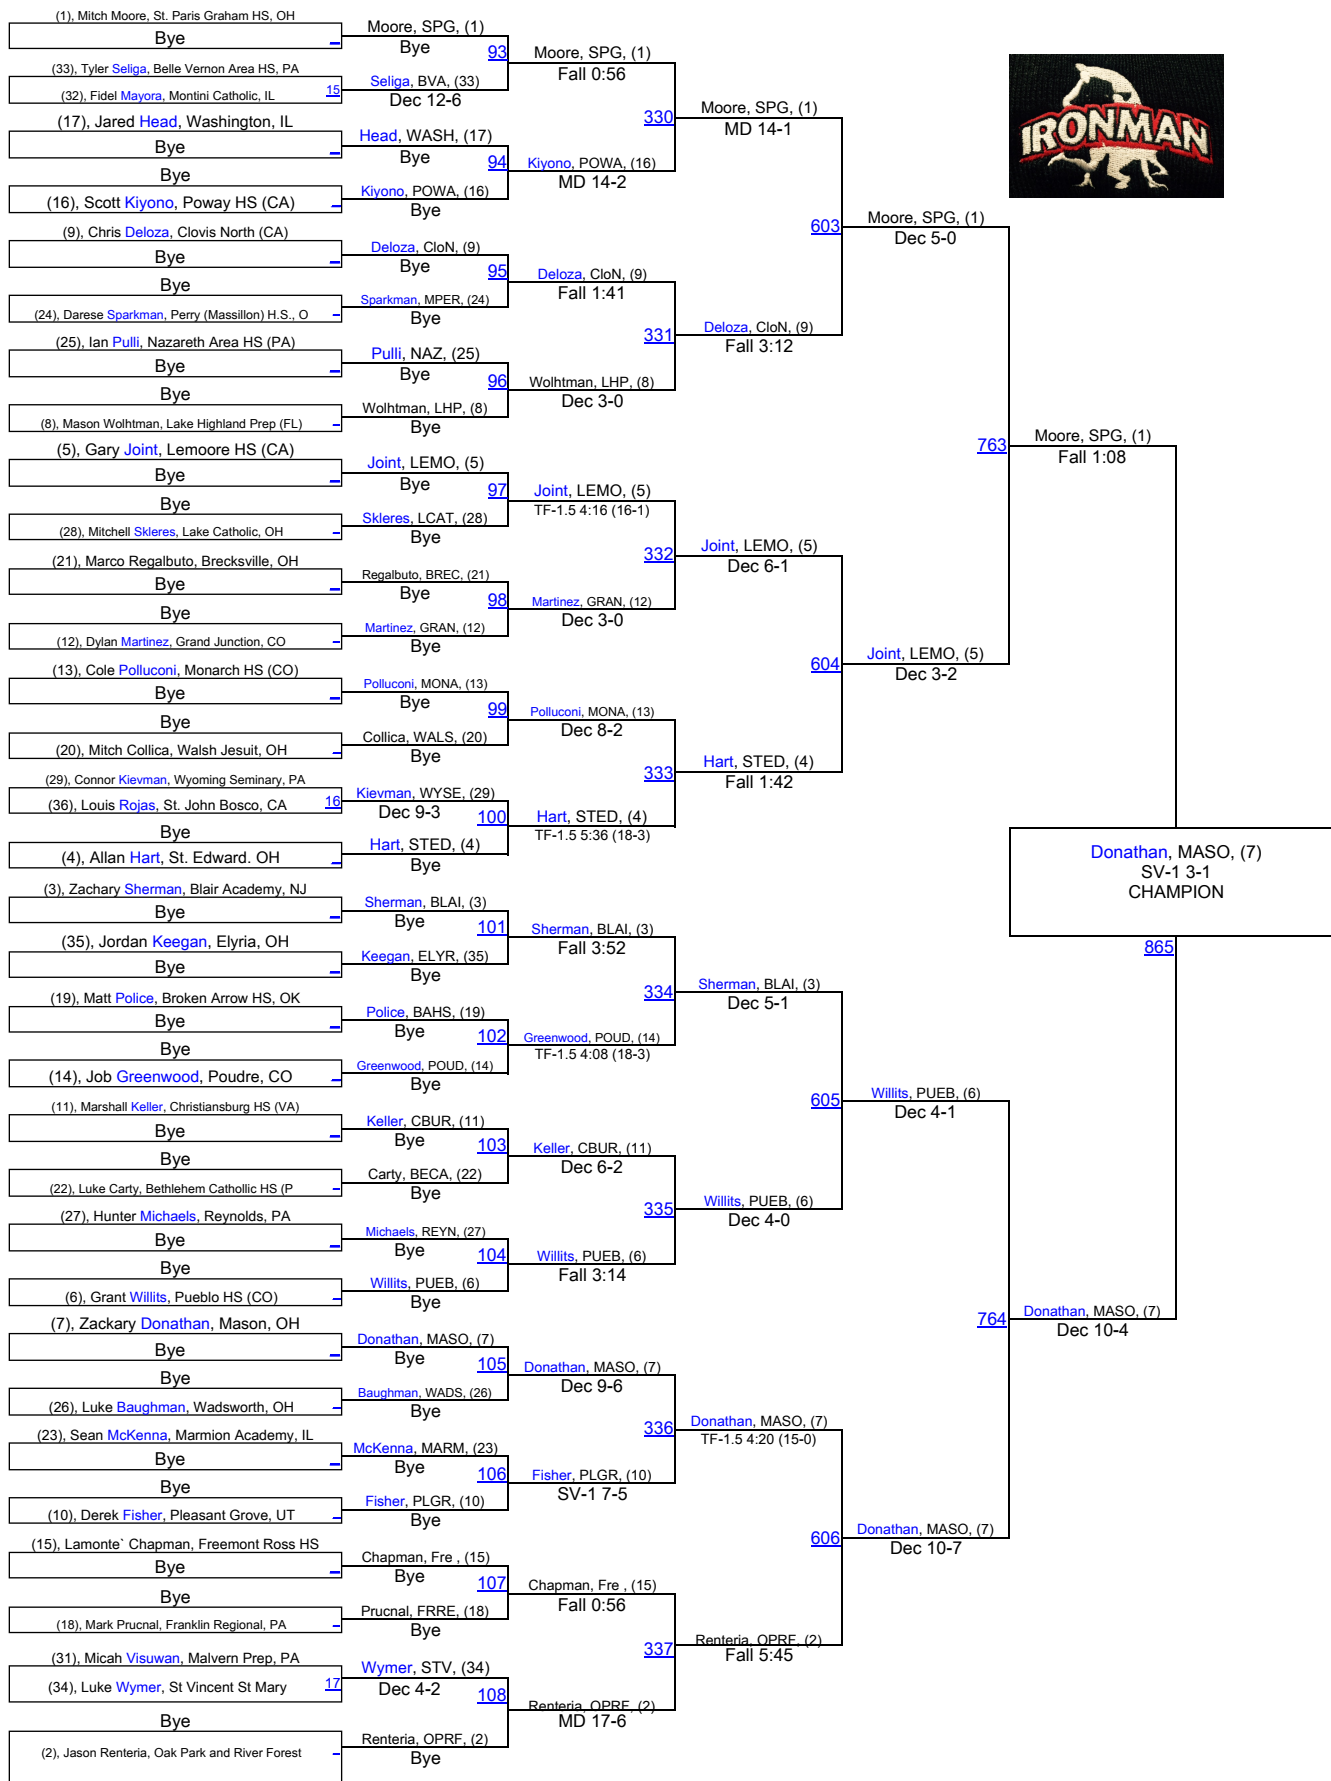 (1), Mitch Moore, St. Paris Graham HS, OH
Bye
(33), Tyler Seliga, Belle Vernon Area HS, PA
(32), Fidel Mayora, Montini Catholic, IL
15
(17), Jared Head, Washington, IL
Bye
Bye
(16), Scott Kiyono, Poway HS (CA)
(9), Chris Deloza, Clovis North (CA)
Bye
Bye
(24), Darese Sparkman, Perry (Massillon) H.S., O
(25), Ian Pulli, Nazareth Area HS (PA)
Bye
Bye
(8), Mason Wolhtman, Lake Highland Prep (FL)
(5), Gary Joint, Lemoore HS (CA)
Bye
Bye
(28), Mitchell Skleres, Lake Catholic, OH
(21), Marco Regalbuto, Brecksville, OH
Bye
Bye
(12), Dylan Martinez, Grand Junction, CO
(13), Cole Polluconi, Monarch HS (CO)
Bye
Bye
(20), Mitch Collica, Walsh Jesuit, OH
(29), Connor Kievman, Wyoming Seminary, PA
(36), Louis Rojas, St. John Bosco, CA
16
Bye
(4), Allan Hart, St. Edward. OH
(3), Zachary Sherman, Blair Academy, NJ
Bye
(35), Jordan Keegan, Elyria, OH
Bye
(19), Matt Police, Broken Arrow HS, OK
Bye
Bye
(14), Job Greenwood, Poudre, CO
(11), Marshall Keller, Christiansburg HS (VA)
Bye
Bye
(22), Luke Carty, Bethlehem Cathollic HS (P
(27), Hunter Michaels, Reynolds, PA
Bye
Bye
(6), Grant Willits, Pueblo HS (CO)
(7), Zackary Donathan, Mason, OH
Bye
Bye
(26), Luke Baughman, Wadsworth, OH
(23), Sean McKenna, Marmion Academy, IL
Bye
Bye
(10), Derek Fisher, Pleasant Grove, UT
(15), Lamonte` Chapman, Freemont Ross HS
Bye
Bye
(18), Mark Prucnal, Franklin Regional, PA
(31), Micah Visuwan, Malvern Prep, PA
(34), Luke Wymer, St Vincent St Mary
17
Bye
(2), Jason Renteria, Oak Park and River Forest
Moore, SPG, (1)
Bye
93
Seliga, BVA, (33)
Dec 12-6
Head, WASH, (17)
Bye
94
Kiyono, POWA, (16)
Bye
Deloza, CloN, (9)
Bye
95
Sparkman, MPER, (24)
Bye
Pulli, NAZ, (25)
Bye
96
Wolhtman, LHP, (8)
Bye
Joint, LEMO, (5)
Bye
97
Skleres, LCAT, (28)
Bye
Regalbuto, BREC, (21)
Bye
98
Martinez, GRAN, (12)
Bye
Polluconi, MONA, (13)
Bye
99
Collica, WALS, (20)
Bye
Kievman, WYSE, (29)
Dec 9-3
100
Hart, STED, (4)
Bye
Sherman, BLAI, (3)
Bye
101
Keegan, ELYR, (35)
Bye
Police, BAHS, (19)
Bye
102
Greenwood, POUD, (14)
Bye
Keller, CBUR, (11)
Bye
103
Carty, BECA, (22)
Bye
Michaels, REYN, (27)
Bye
104
Willits, PUEB, (6)
Bye
Donathan, MASO, (7)
Bye
105
Baughman, WADS, (26)
Bye
McKenna, MARM, (23)
Bye
106
Fisher, PLGR, (10)
Bye
Chapman, Fre , (15)
Bye
107
Prucnal, FRRE, (18)
Bye
Wymer, STV, (34)
Dec 4-2
108
Renteria, OPRF, (2)
Bye
Moore, SPG, (1)
Fall 0:56
330
Kiyono, POWA, (16)
MD 14-2
Deloza, CloN, (9)
Fall 1:41
331
Wolhtman, LHP, (8)
Dec 3-0
Joint, LEMO, (5)
TF-1.5 4:16 (16-1)
332
Martinez, GRAN, (12)
Dec 3-0
Polluconi, MONA, (13)
Dec 8-2
333
Hart, STED, (4)
TF-1.5 5:36 (18-3)
Sherman, BLAI, (3)
Fall 3:52
334
Greenwood, POUD, (14)
TF-1.5 4:08 (18-3)
Keller, CBUR, (11)
Dec 6-2
335
Willits, PUEB, (6)
Fall 3:14
Donathan, MASO, (7)
Dec 9-6
336
Fisher, PLGR, (10)
SV-1 7-5
Chapman, Fre , (15)
Fall 0:56
337
Renteria, OPRF, (2)
MD 17-6
Moore, SPG, (1)
MD 14-1
603
Deloza, CloN, (9)
Fall 3:12
Joint, LEMO, (5)
Dec 6-1
604
Hart, STED, (4)
Fall 1:42
Sherman, BLAI, (3)
Dec 5-1
605
Willits, PUEB, (6)
Dec 4-0
Donathan, MASO, (7)
TF-1.5 4:20 (15-0)
606
Renteria, OPRF, (2)
Fall 5:45
Moore, SPG, (1)
Dec 5-0
763
Joint, LEMO, (5)
Dec 3-2
Willits, PUEB, (6)
Dec 4-1
764
Donathan, MASO, (7)
Dec 10-7
IRONMAN
Moore, SPG, (1)
Fall 1:08
Donathan, MASO, (7)
SV-1 3-1
CHAMPION
865
Donathan, MASO, (7)
Dec 10-4